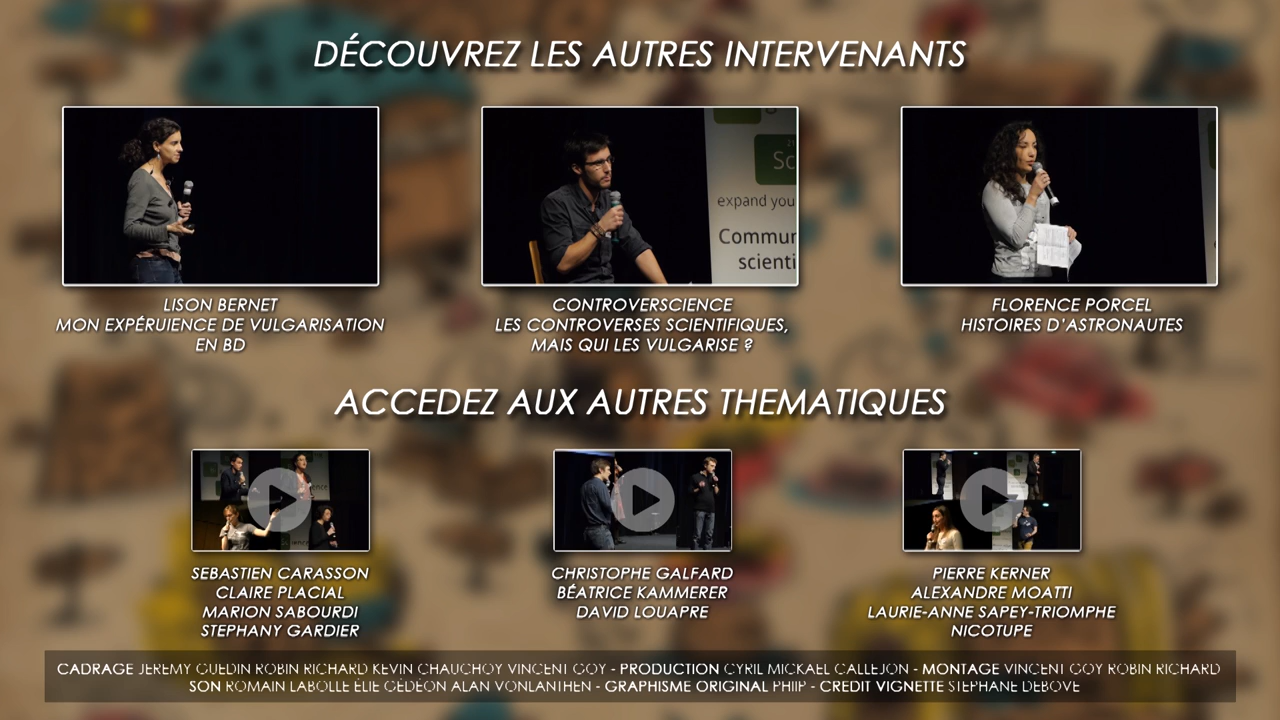 DÉCOUVREZ LES AUTRES INTERVENANTS
Sc
expand you
Commun
scienti
LISON BERNET
MON EXPÉRUIENCE DE VULGARISATION
EN BD
CONTROVERSCIENCE
LES CONTROVERSES SCIENTIFIQUES,
MAIS QUI LES VULGARISE ?
FLORENCE PORCEL
HISTOIRES D'ASTRONAUTES
ACCEDEZ AUX AUTRES THEMATIQUES
SEBASTIEN CARASSON
CLAIRE PLACIAL
MARION SABOURDI
STEPHANY GARDIER
CHRISTOPHE GALFARD
BÉATRICE KAMMERER
DAVID LOUAPRE
PIERRE KERNER
ALEXANDRE MOATTI
LAURIE-ANNE SAPEY-TRIOMPHE
NICOTUPE
CADRAGE JEREMY GUEDIN ROBIN RICHARD KEVIN CHAUCHOY VINCENT GOY - PRODUCTION CYRIL MICKAEL CALLEJON - MONTAGE VINCENT GOY ROBIN RICHARD
SON ROMAIN LABOLLE ELIE GÉDÉON ALAN VONLANTHEN - GRAPHISME ORIGINAL PHIIP - CREDIT VIGNETTE STEPHANE DEBOVE